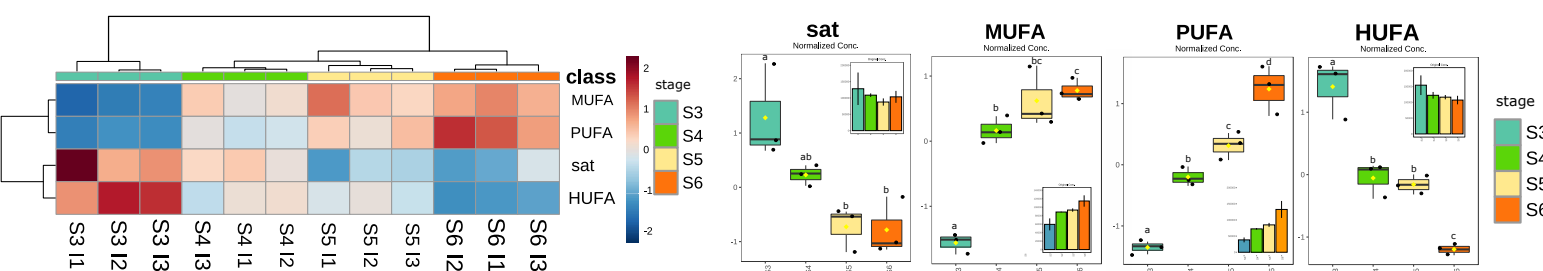 class
MUFA
PUFA
sat
HUFA
S3 I1
S3 I2
S3 I3
S4 I3
S4 I1
S4 I2
S5 I1
S5 I2
S5 I3
S6 I2
S6 I1
S6 I3
2
1
0
-1
-2
stage
S3
S4
S5
S6
sat
Normalized Conc.
2
1
0
-1
a
ab
b
b
MUFA
Normalized Conc.
1
0
-1
a
b
bc
c
PUFA
Normalized Conc.
1
0
-1
a
b
c
d
HUFA
Normalized Conc.
1
0
-1
a
b
b
c
stage
S3
S4
S5
S6